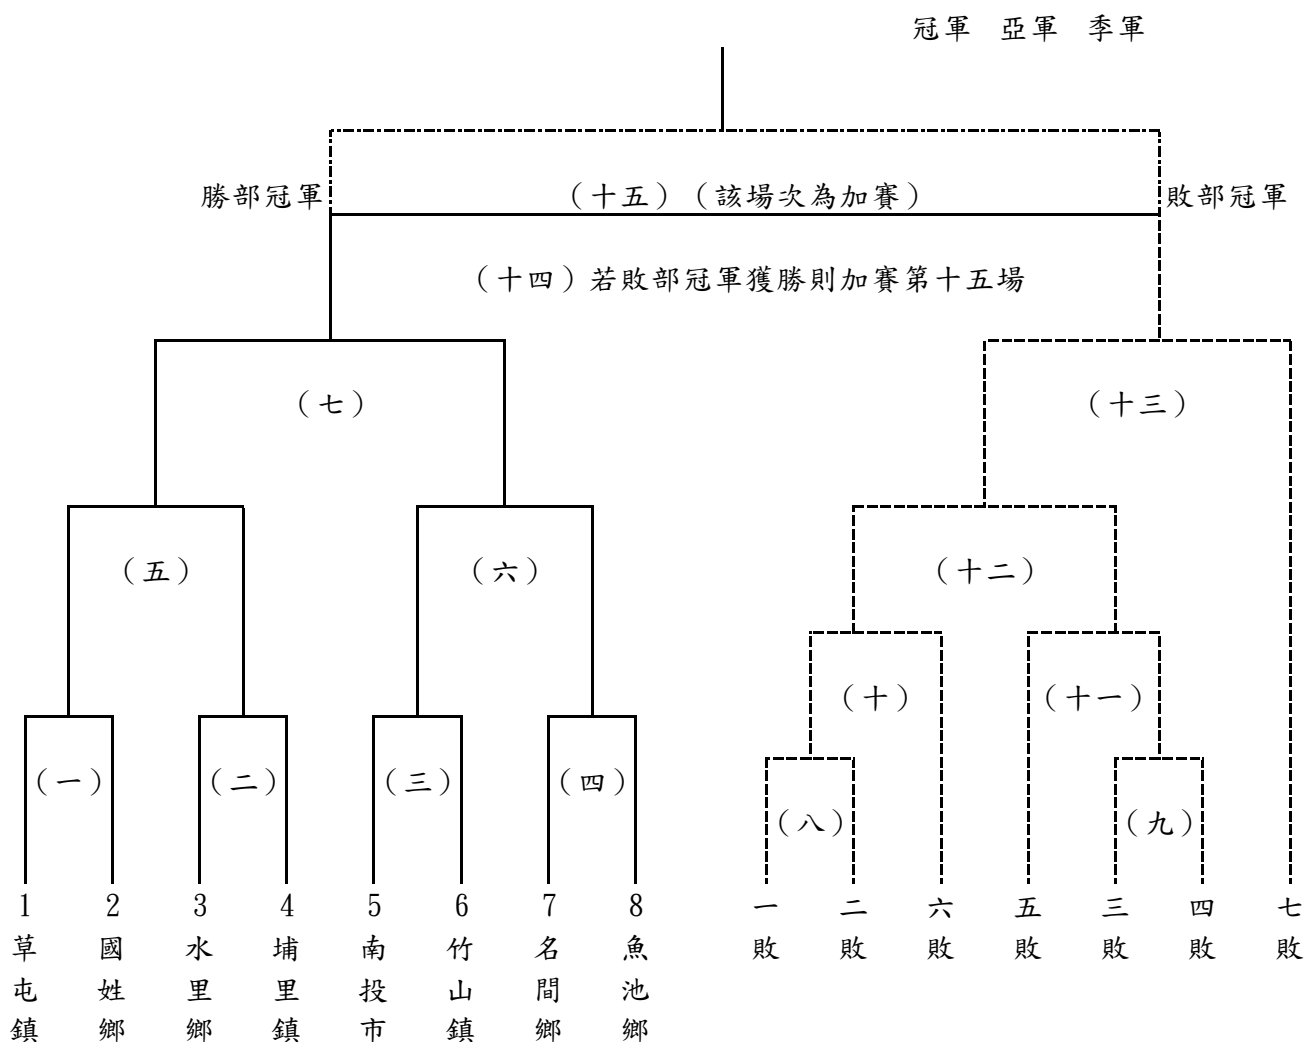 冠軍 亞軍 季軍
勝部冠軍
（十五）（該場次為加賽）
敗部冠軍
（十四）若敗部冠軍獲勝則加賽第十五場
（七）
（十三）
（五）
（六）
（十二）
（十）
（十一）
（一）
（二）
（三）
（四）
（八）
（九）
1 草屯鎮
2 國姓鄉
3 水里鄉
4 埔里鎮
5 南投市
6 竹山鎮
7 名間鄉
8 魚池鄉
一敗
二敗
六敗
五敗
三敗
四敗
七敗